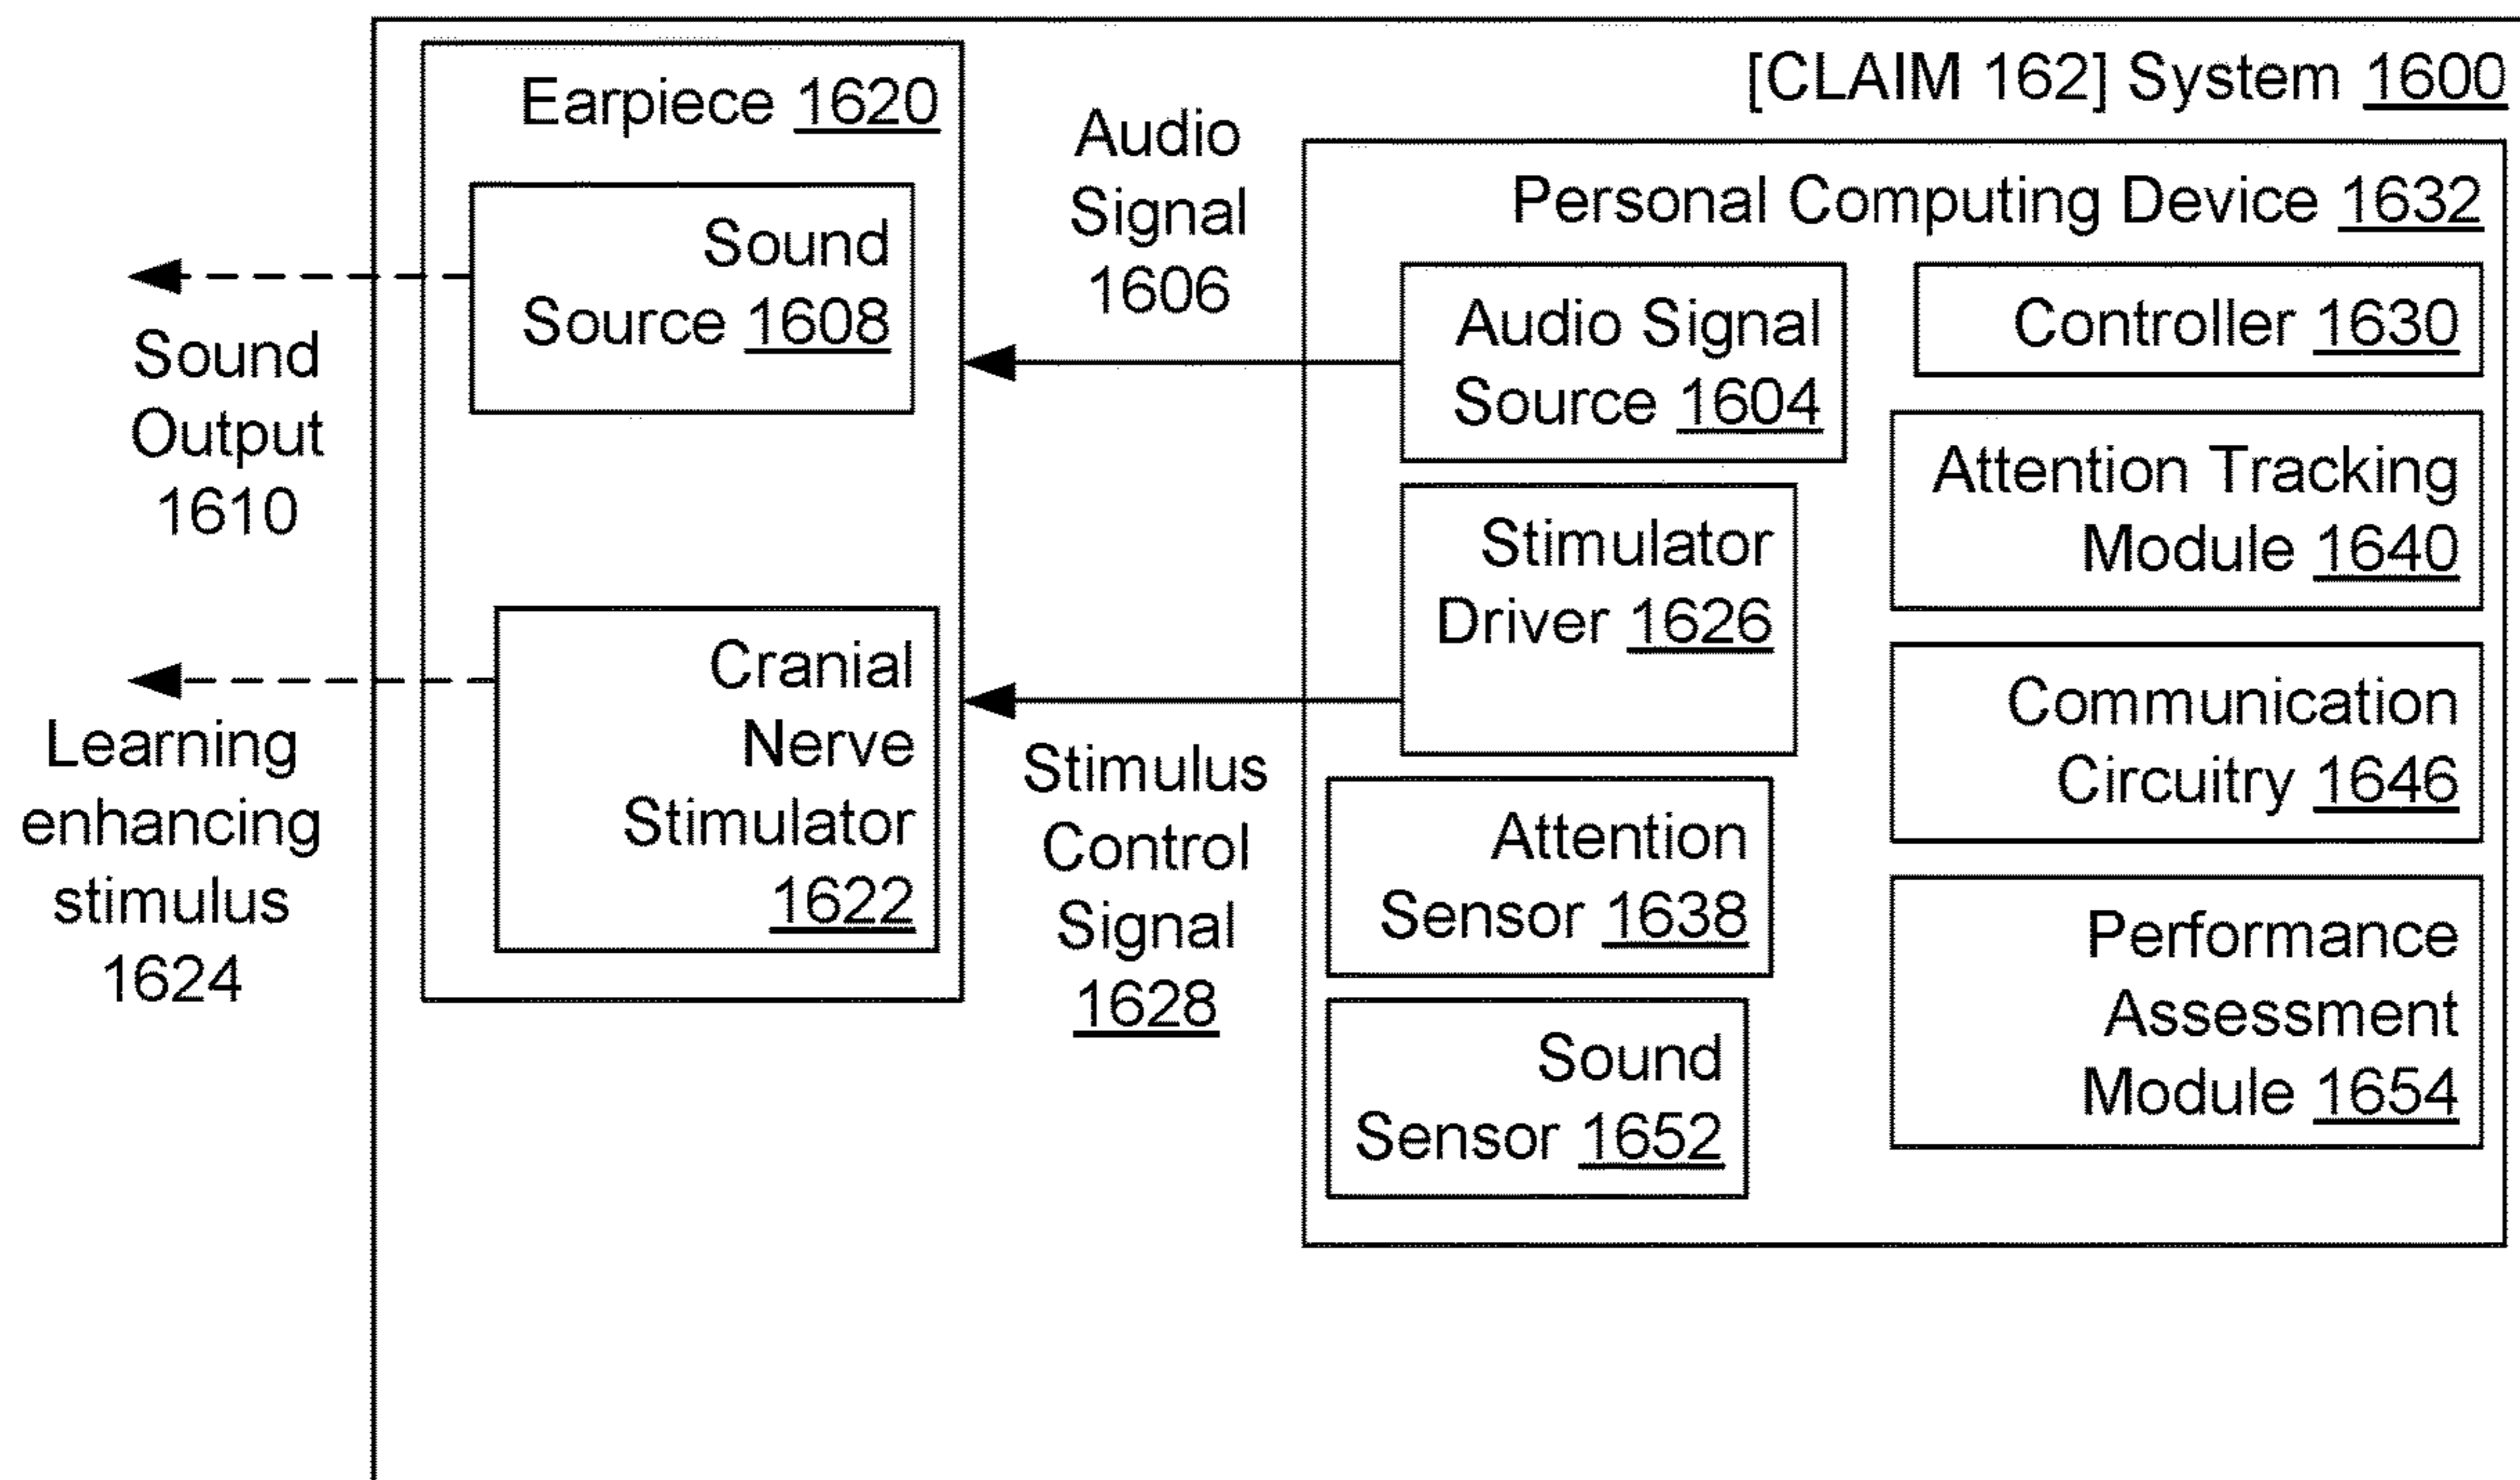 [CLAIM 162] System 1600
Earpiece 1620
Sound
Source 1608
Cranial
Nerve
Stimulator
1622
Sound
Output
1610
Learning
enhancing
stimulus
1624
Audio
Signal
1606
Stimulus
Control
Signal
1628
Personal Computing Device 1632
Audio Signal
Source 1604
Stimulator
Driver 1626
Attention
Sensor 1638
Sound
Sensor 1652
Controller 1630
Attention Tracking
Module 1640
Communication
Circuitry 1646
Performance
Assessment
Module 1654